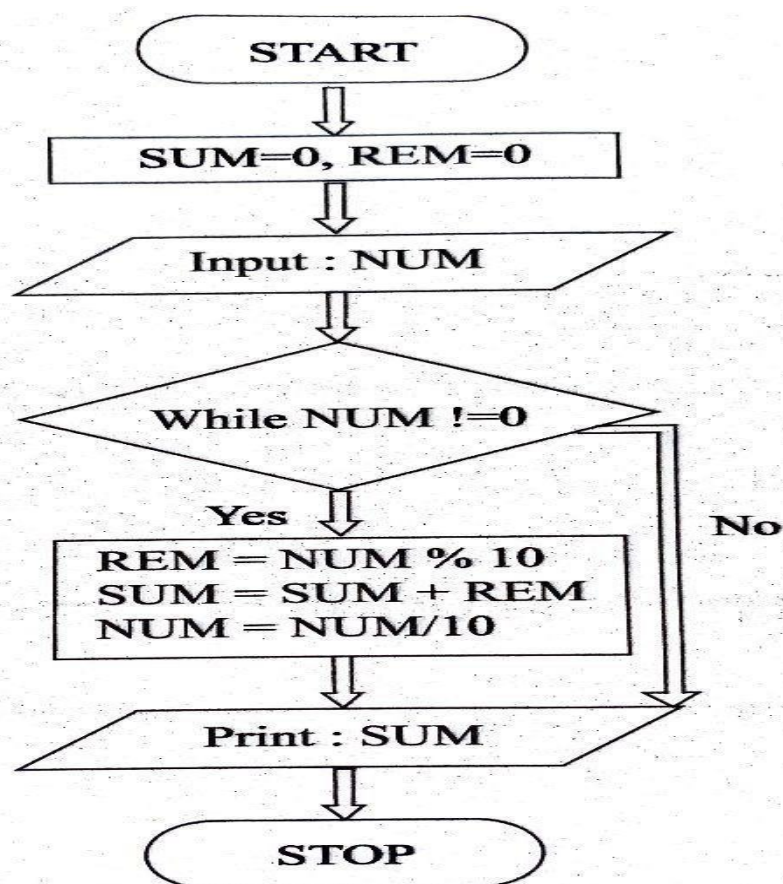 START
SUM=0, REM=0
Input : NUM
While NUM !=0
Yes
No
REM = NUM % 10
SUM = SUM + REM
NUM = NUM/10
Print : SUM
STOP